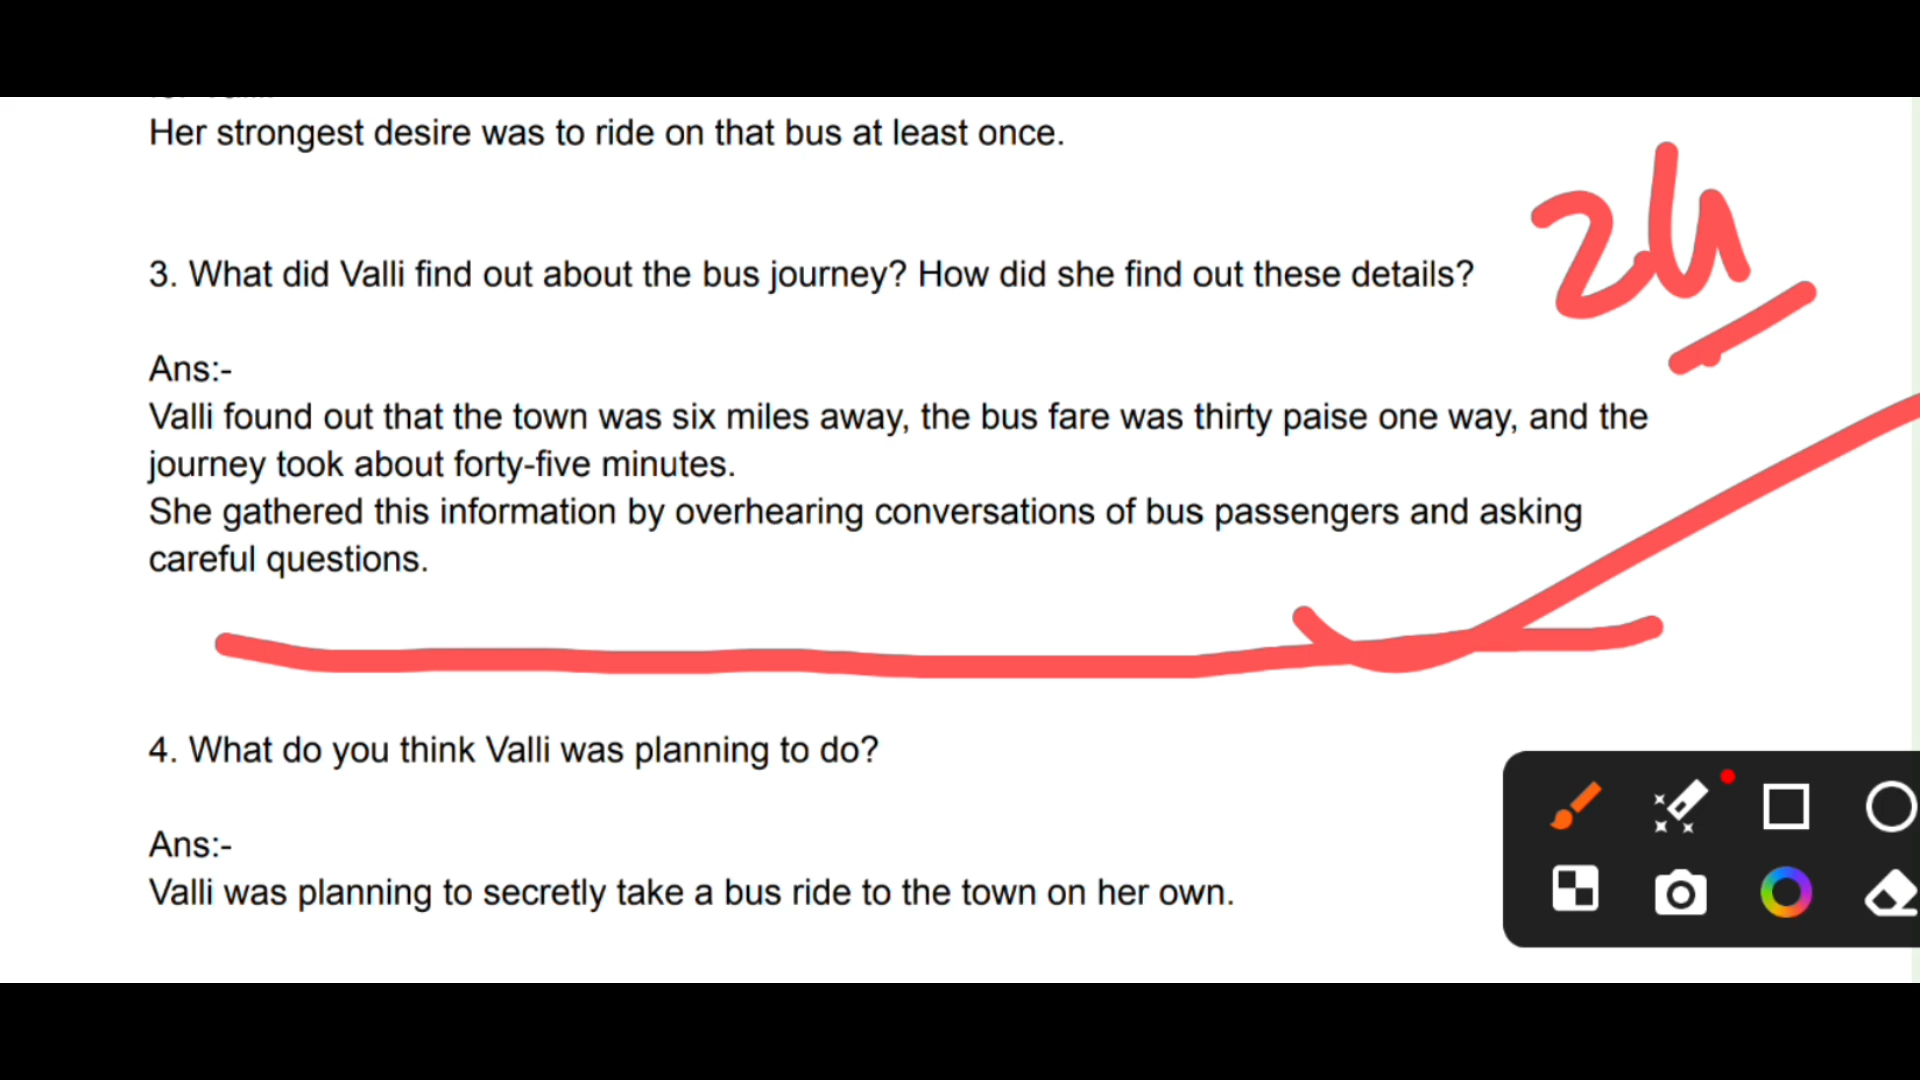 Her strongest desire was to ride on that bus at least once.
3. What did Valli find out about the bus journey? How did she find out these details?
Ans:-
Valli found out that the town was six miles away, the bus fare was thirty paise one way, and the
journey took about forty-five minutes.
She gathered this information by overhearing conversations of bus passengers and asking
careful questions.
4. What do you think Valli was planning to do?
Ans:-
Valli was planning to secretly take a bus ride to the town on her own.